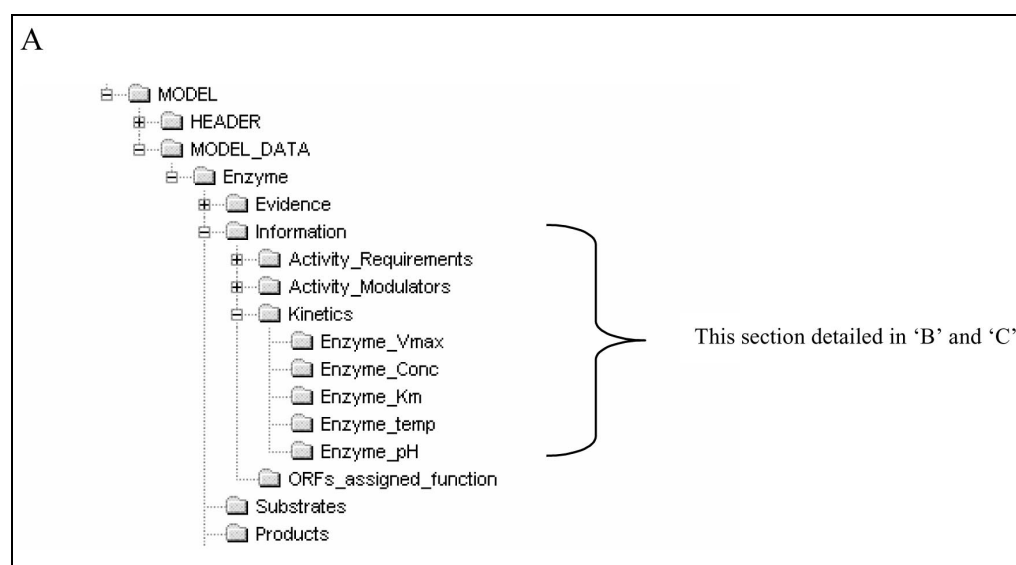 A
MODEL
HEADER
MODEL_DATA
Enzyme
Evidence
Information
Activity_Requirements
Activity_Modulators
Kinetics
Enzyme_Vmax
Enzyme_Conc
Enzyme_Km
Enzyme_temp
Enzyme_pH
ORFs_assigned_function
Substrates
Products
This section detailed in ‘B’ and ‘C’